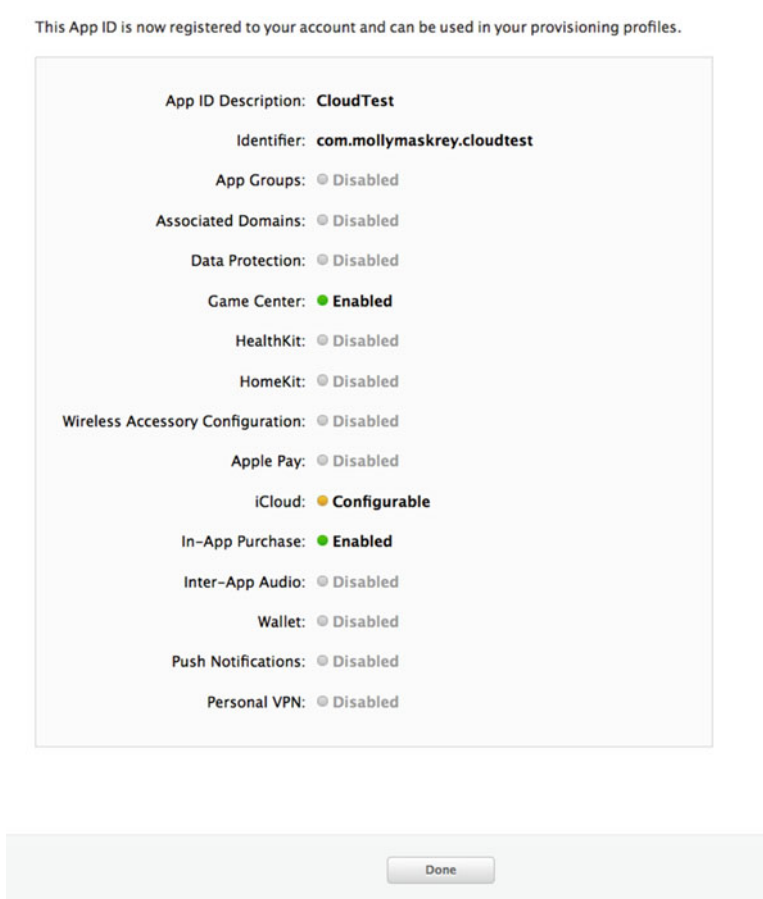 This App ID is now registered to your account and can be used in your provisioning profiles.
App ID Description: CloudTest
Identifier: com.mollymaskrey.cloudtest
App Groups: Disabled
Associated Domains: Disabled
Data Protection: Disabled
Game Center: Enabled
HealthKit: Disabled
HomeKit: Disabled
Wireless Accessory Configuration: Disabled
Apple Pay: Disabled
iCloud: Configurable
In-App Purchase: Enabled
Inter-App Audio: Disabled
Wallet: Disabled
Push Notifications: Disabled
Personal VPN: Disabled
Done